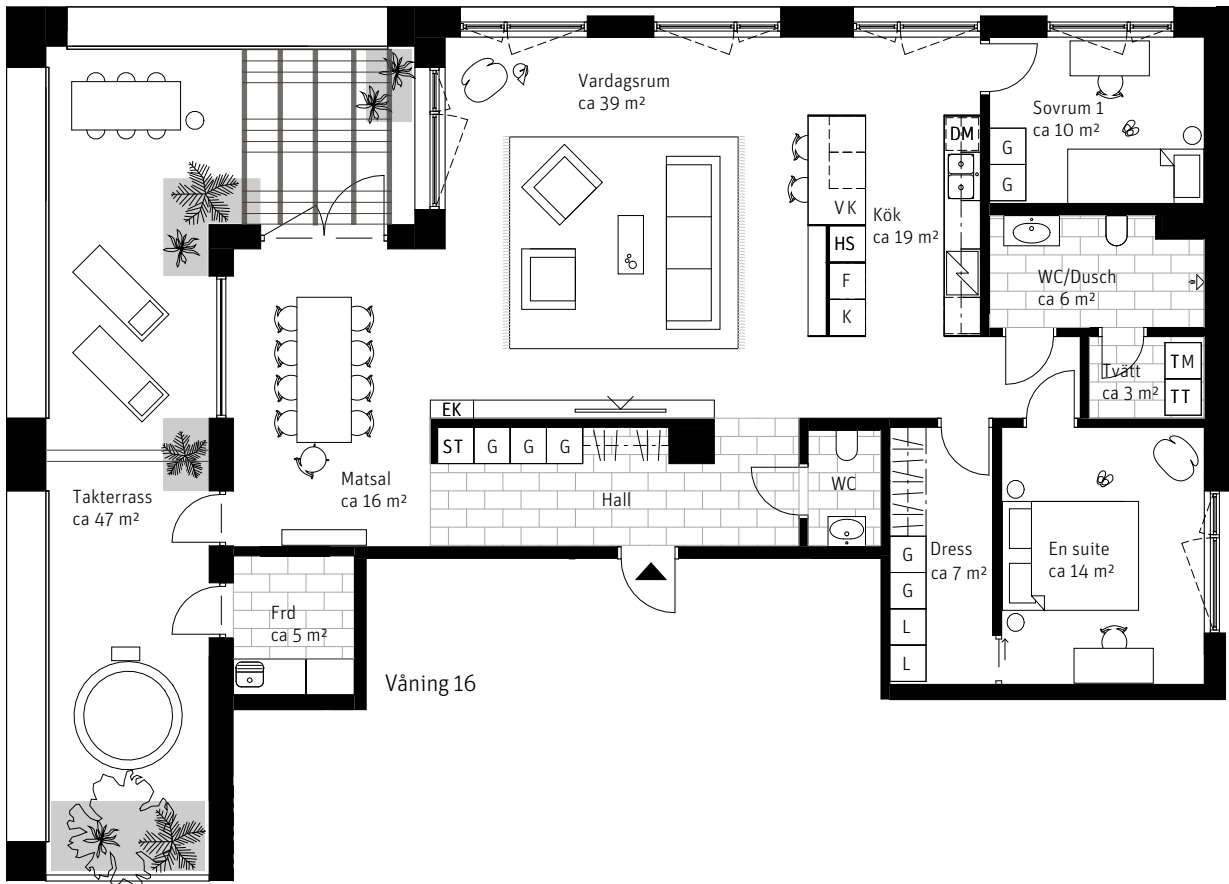 Vardagsrum
ca 39 m²
Sovrum 1
ca 10 m²
DM
G
G
VK
Kök
ca 19 m²
HS
F
K
WC/Dusch
ca 6 m²
Tvätt
ca 3 m²
TM
TT
EK
ST
G
G
G
Matsal
ca 16 m²
Hall
WC
Takterrass
ca 47 m²
Dress
ca 7 m²
G
G
L
L
En suite
ca 14 m²
Frd
ca 5 m²
Våning 16